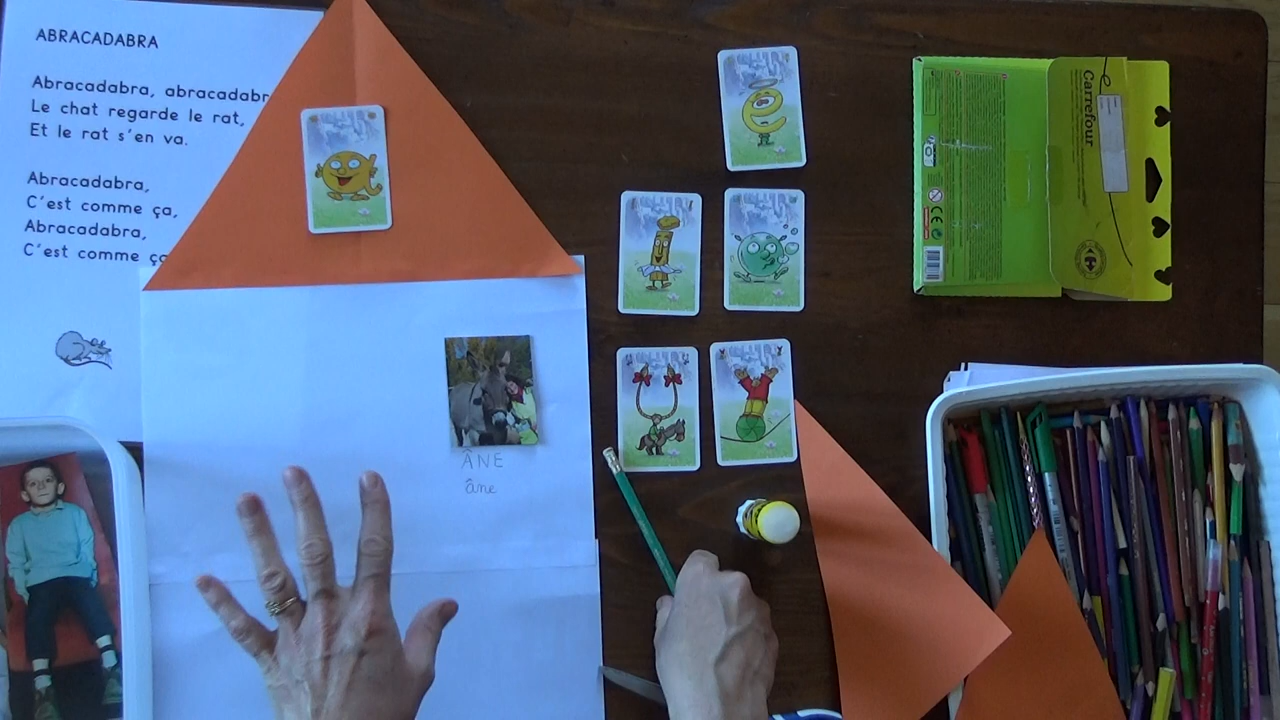 ABRACADABRA
Abracadabra, abracadabr
Le chat regarde le rat,
Et le rat s'en va.
Abracadabra,
C'est comme ça,
Abracadabra,
C'est comme ç
ÂNE
âne
Carrefour
CE